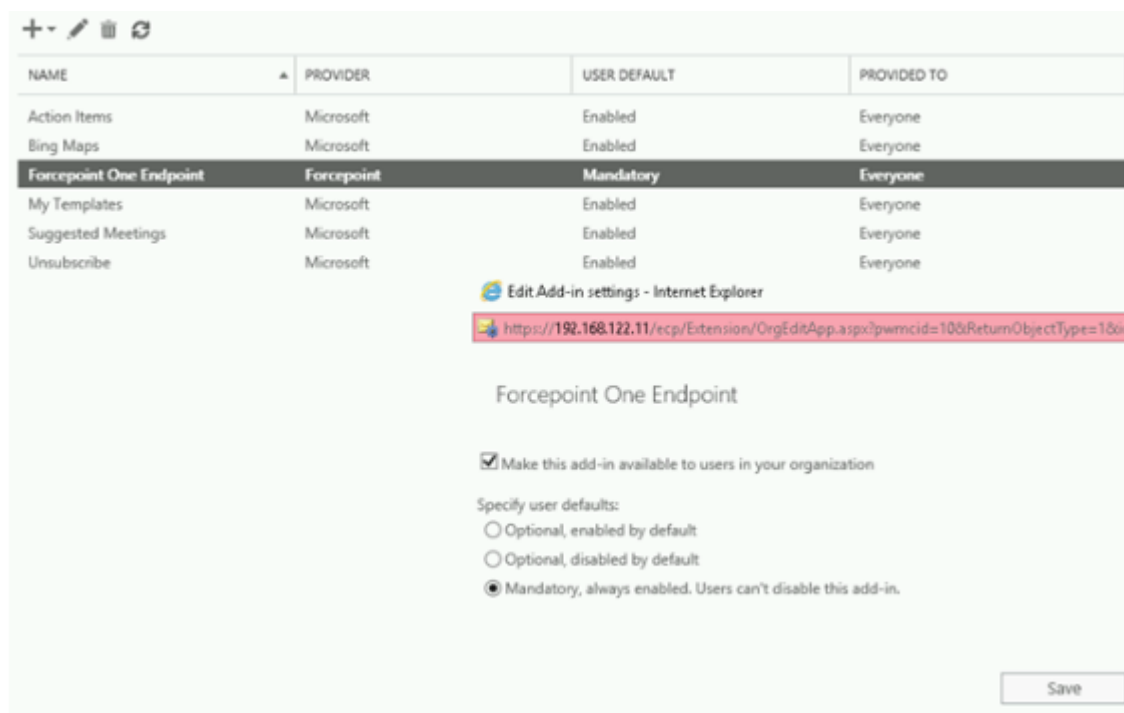 NAME PROVIDER USER DEFAULT PROVIDED TO
Action Items Microsoft Enabled Everyone
Bing Maps Microsoft Enabled Everyone
Forcepoint One Endpoint Forcepoint Mandatory Everyone
My Templates Microsoft Enabled Everyone
Suggested Meetings Microsoft Enabled Everyone
Unsubscribe Microsoft Enabled Everyone
Edit Add-in settings - Internet Explorer
https://192.168.122.11/ecp/Extension/OrgEditApp.aspx?pwmcid=10&ReturnObjectType=1&
Forcepoint One Endpoint
Make this add-in available to users in your organization
Specify user defaults:
Optional, enabled by default
Optional, disabled by default
Mandatory, always enabled. Users can't disable this add-in.
Save